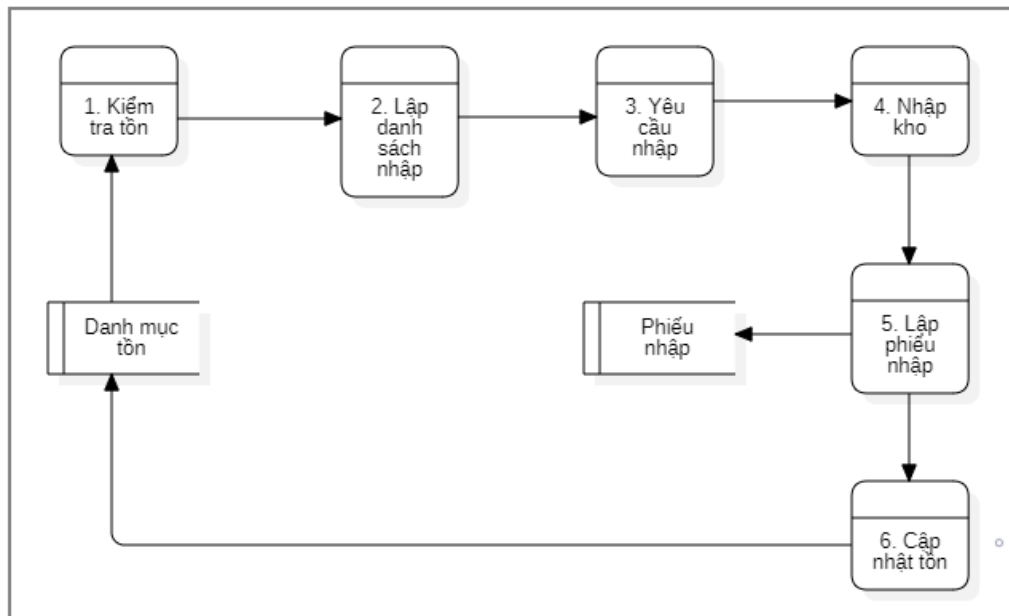 1. Kiểm
tra tồn
2. Lập
danh
sách
nhập
3. Yêu
cầu
nhập
4. Nhập
kho
Danh mục
tồn
Phiếu
nhập
5. Lập
phiếu
nhập
6. Cập
nhật tồn